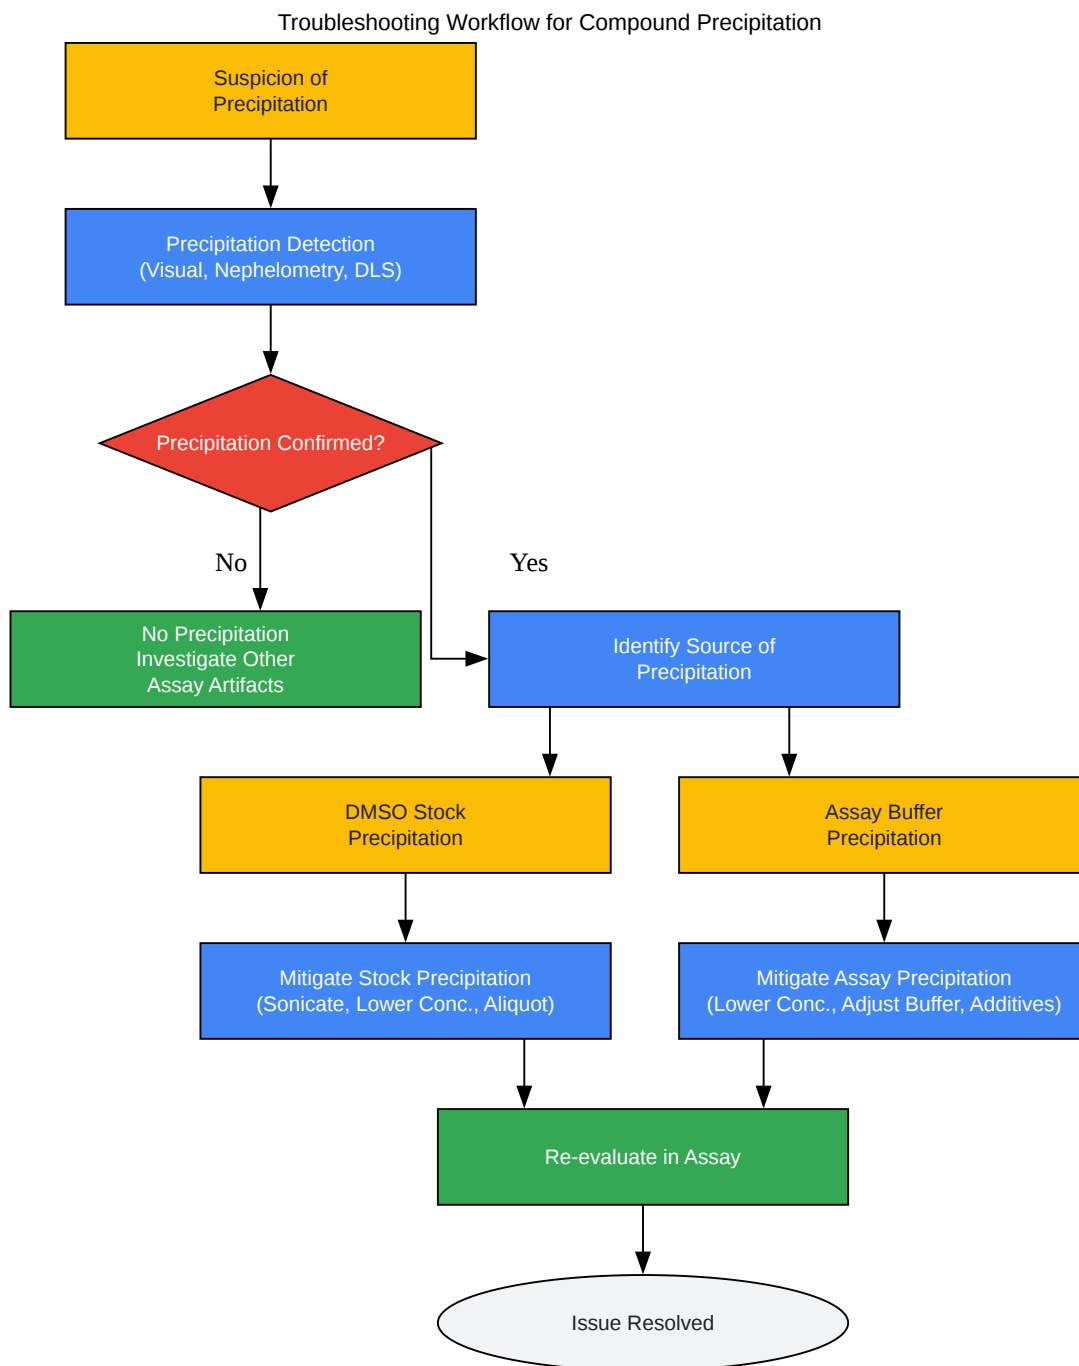 Troubleshooting Workflow for Compound Precipitation
Suspicion of
Precipitation
Precipitation Detection
(Visual, Nephelometry, DLS)
Precipitation Confirmed?
No
Yes
No Precipitation
Investigate Other
Assay Artifacts
Identify Source of
Precipitation
DMSO Stock
Precipitation
Assay Buffer
Precipitation
Mitigate Stock Precipitation
(Sonicate, Lower Conc., Aliquot)
Mitigate Assay Precipitation
(Lower Conc., Adjust Buffer, Additives)
Re-evaluate in Assay
Issue Resolved